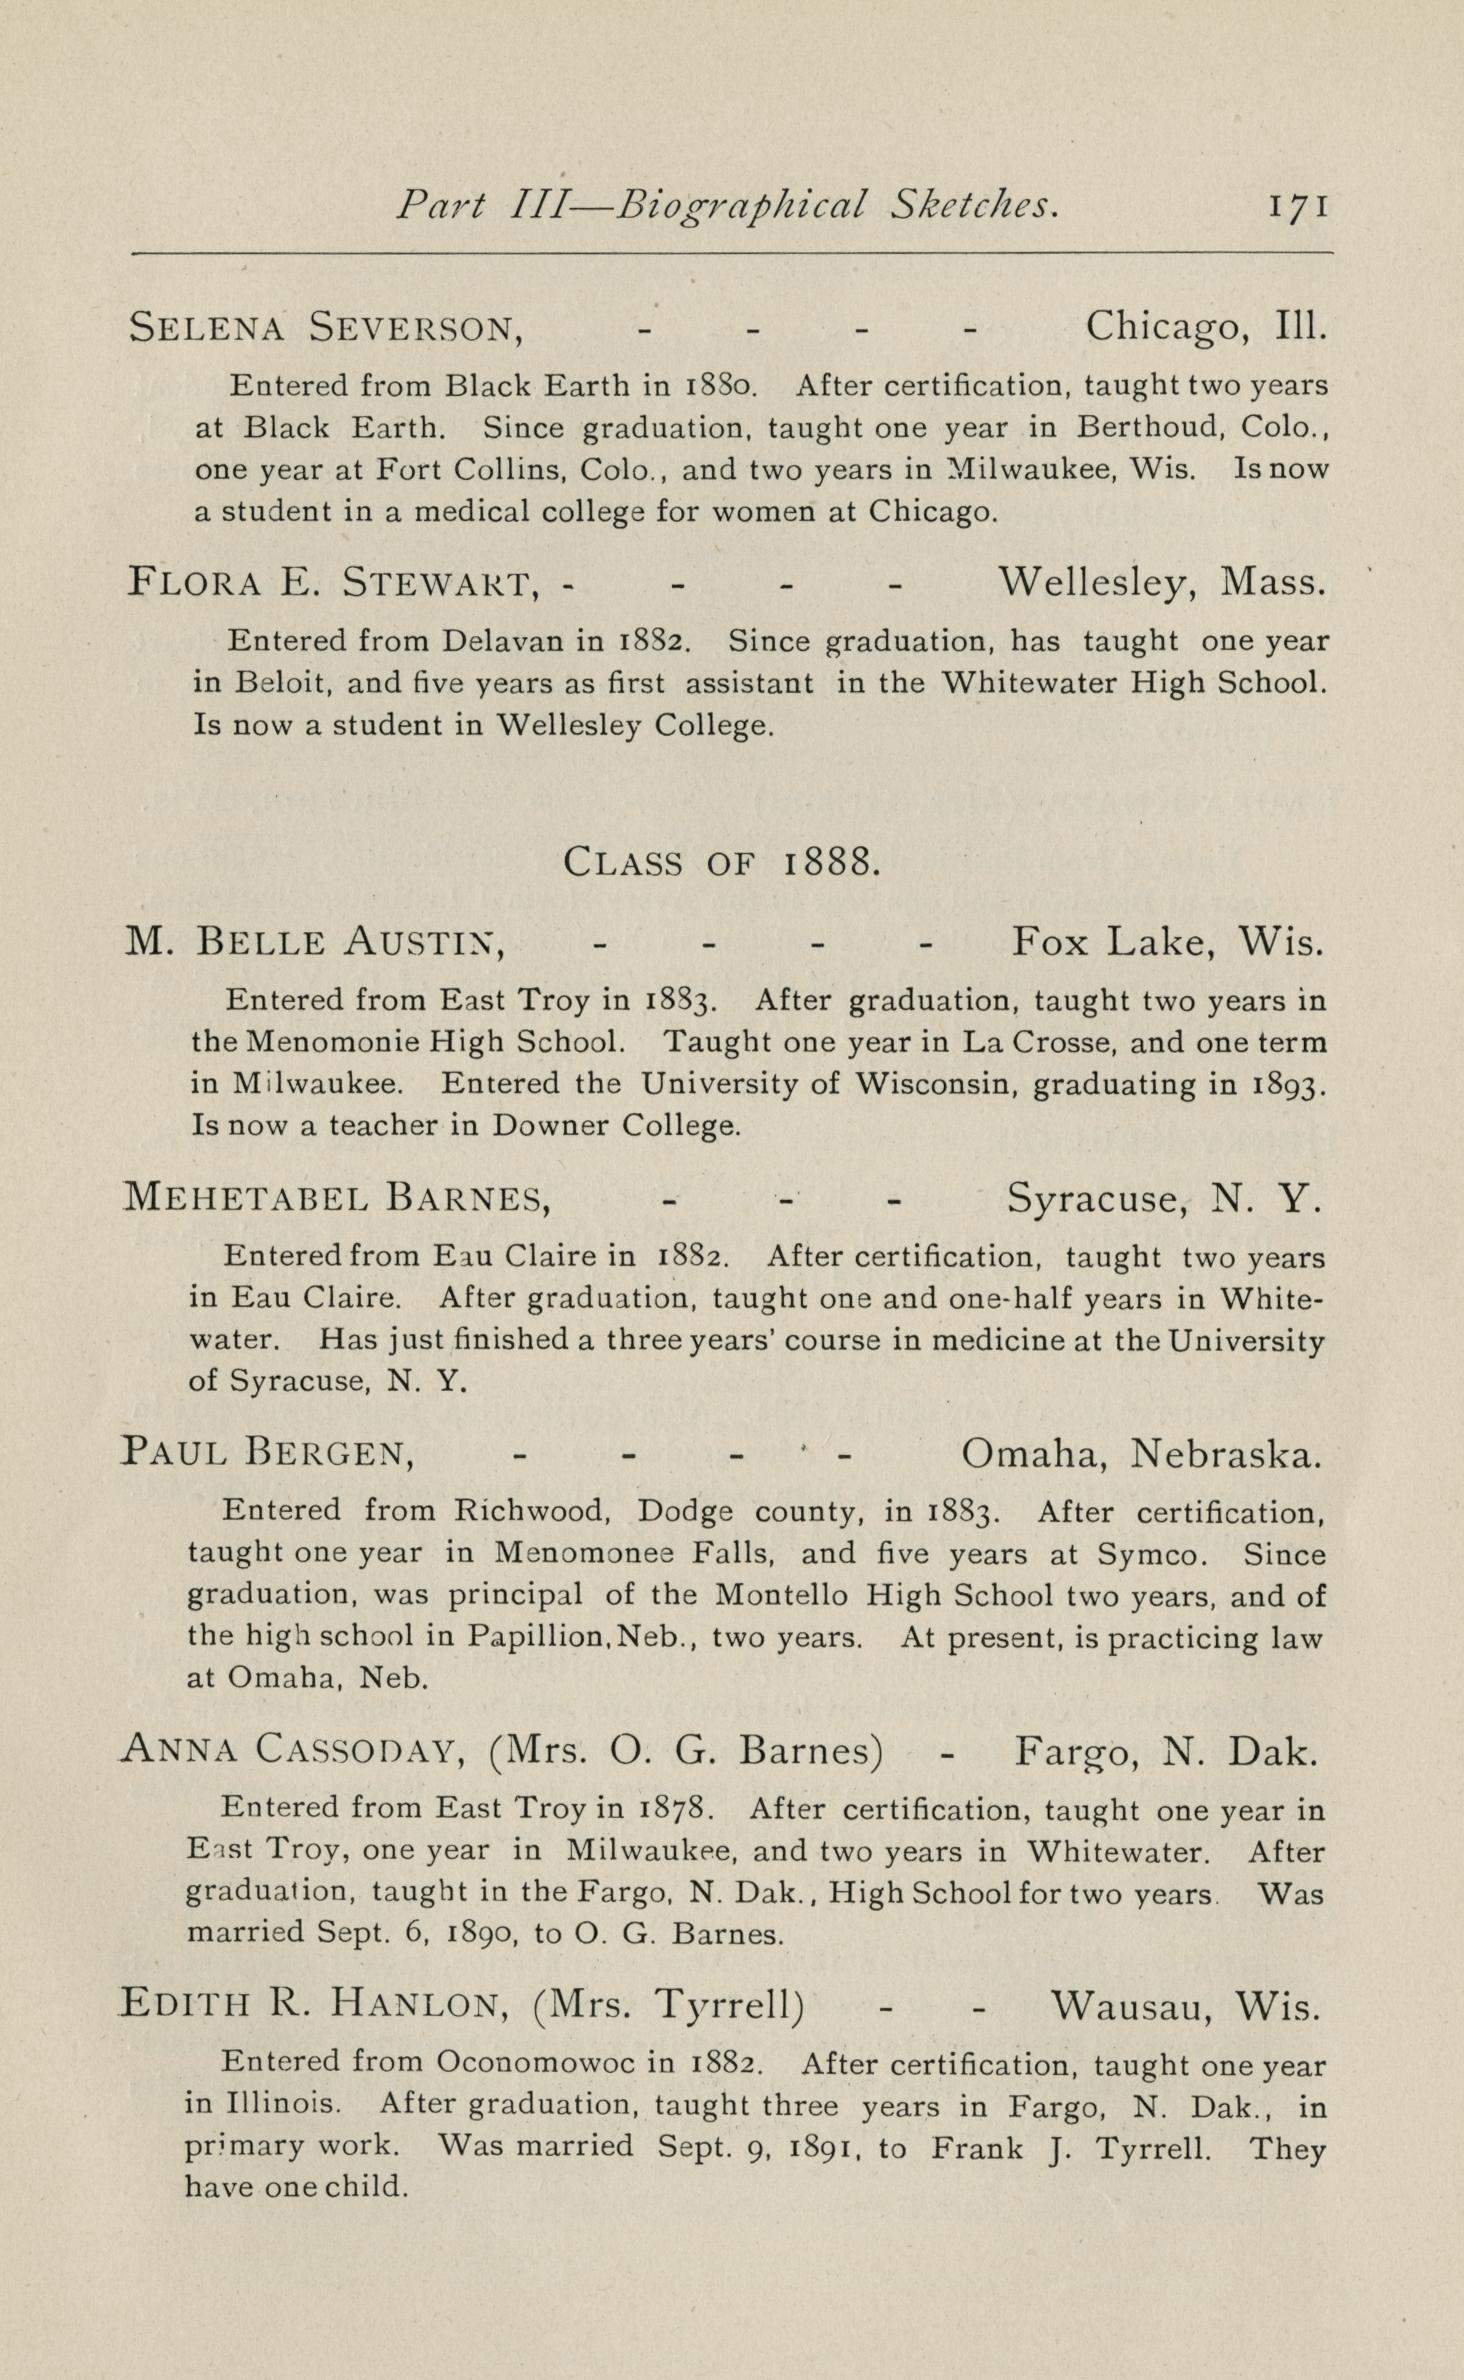 Part III—Biographical Sketches. 171
SELENA SEVERSON, - - - - Chicago, Ill.
Entered from Black Earth in 1880. After certification, taught two years
at Black Earth. Since graduation, taught one year in Berthoud, Colo.,
one year at Fort Collins, Colo., and two years in Milwaukee, Wis. Is now
a student in a medical college for women at Chicago.
FLORA E. STEWART, - - - - Wellesley, Mass.
Entered from Delavan in 1882. Since graduation, has taught one year
in Beloit, and five years as first assistant in the Whitewater High School.
Is now a student in Wellesley College.
CLASS OF 1888.
M. BELLE AUSTIN, - - - - Fox Lake, Wis.
Entered from East Troy in 1883. After graduation, taught two years in
the Menomonie High School. Taught one year in La Crosse, and one term
in Milwaukee. Entered the University of Wisconsin, graduating in 1893.
Is now a teacher in Downer College.
MEHETABEL BARNES, - - - Syracuse, N. Y.
Entered from Eau Claire in 1882. After certification, taught two years
in Eau Claire. After graduation, taught one and one-half years in White-
water. Has just finished a three years' course in medicine at the University
of Syracuse, N. Y.
PAUL BERGEN, - - - - Omaha, Nebraska.
Entered from Richwood, Dodge county, in 1883. After certification,
taught one year in Menomonee Falls, and five years at Symco. Since
graduation, was principal of the Montello High School two years, and of
the high school in Papillion, Neb., two years. At present, is practicing law
at Omaha, Neb.
ANNA CASSODAY, (Mrs. O. G. Barnes) - Fargo, N. Dak.
Entered from East Troy in 1878. After certification, taught one year in
East Troy, one year in Milwaukee, and two years in Whitewater. After
graduation, taught in the Fargo, N. Dak., High School for two years. Was
married Sept. 6, 1890, to O. G. Barnes.
EDITH R. HANLON, (Mrs. Tyrrell) - - Wausau, Wis.
Entered from Oconomowoc in 1882. After certification, taught one year
in Illinois. After graduation, taught three years in Fargo, N. Dak., in
primary work. Was married Sept. 9, 1891, to Frank J. Tyrrell. They
have one child.